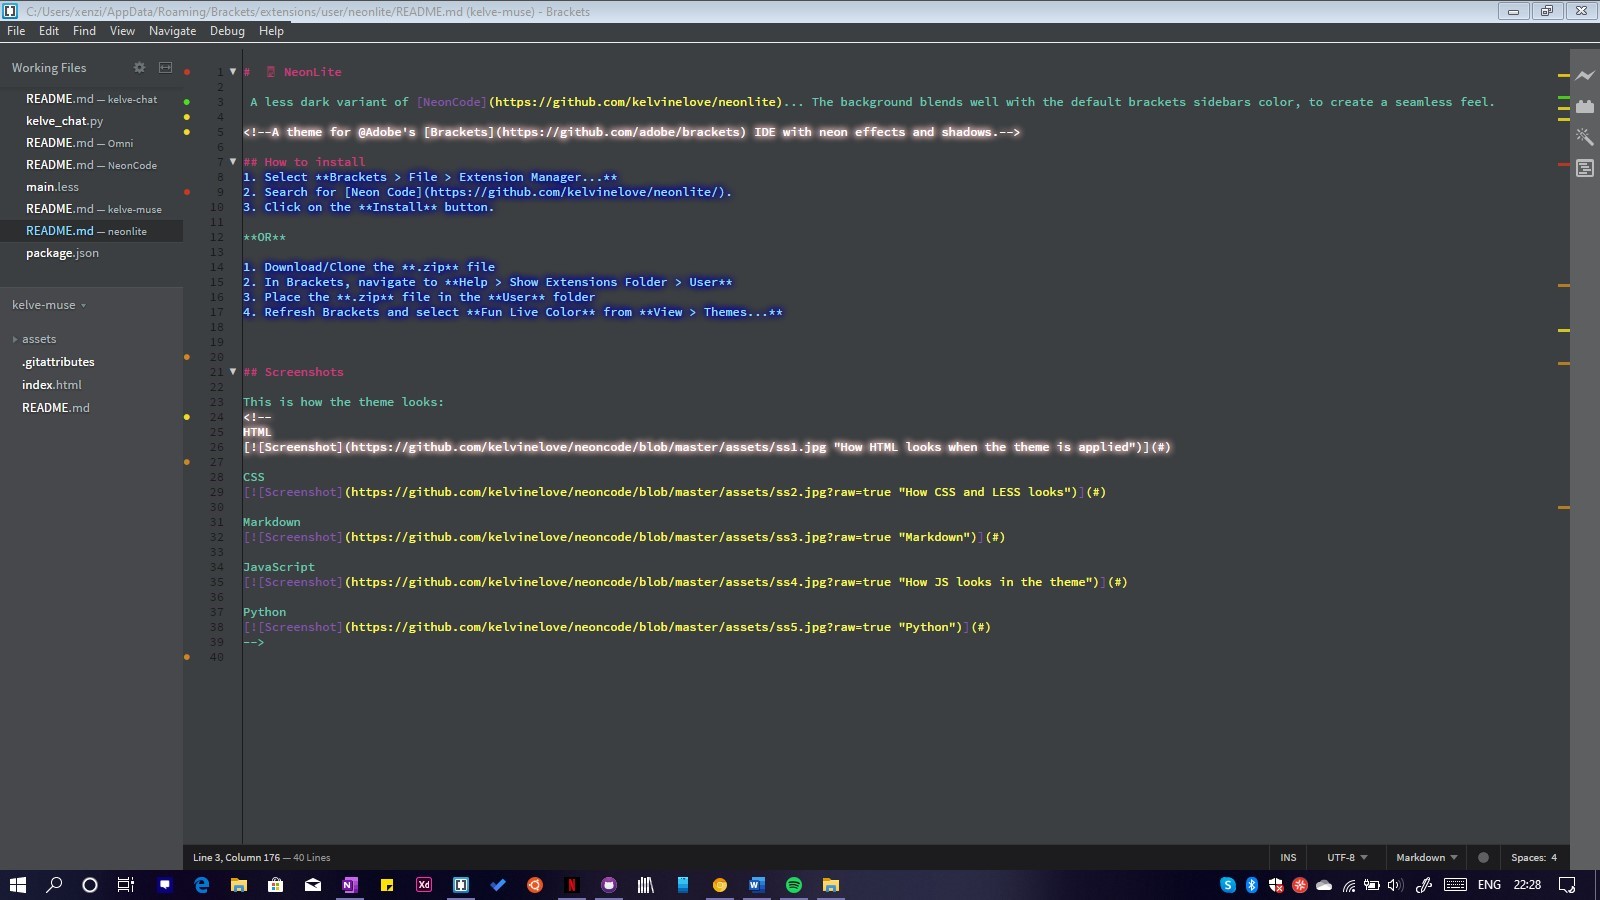 C:/Users/xenzi/AppData/Roaming/Brackets/extensions/user/neonlite/README.md (kelve-muse) - Brackets
File Edit Find View Navigate Debug Help
Working Files
README.md — kelve-chat
kelve_chat.py
README.md — Omni
README.md — NeonCode
main.less
README.md — kelve-muse
README.md — neonlite
package.json
kelve-muse
assets
.gitattributes
index.html
README.md
1 # NeonLite
2
3 A less dark variant of [NeonCode](https://github.com/kelvinelove/neonlite)... The background blends well with the default brackets sidebars color, to create a seamless feel.
4
5 <!--A theme for @Adobe's [Brackets](https://github.com/adobe/brackets) IDE with neon effects and shadows.-->
6
7 ## How to install
8 1. Select **Brackets > File > Extension Manager...**
9 2. Search for [Neon Code](https://github.com/kelvinelove/neonlite/).
10 3. Click on the **Install** button.
11
12 **OR**
13
14 1. Download/Clone the **.zip** file
15 2. In Brackets, navigate to **Help > Show Extensions Folder > User**
16 3. Place the **.zip** file in the **User** folder
17 4. Refresh Brackets and select **Fun Live Color** from **View > Themes...**
18
19
20
21 ## Screenshots
22
23 This is how the theme looks:
24 <!--
25 HTML
26 [![Screenshot](https://github.com/kelvinelove/neoncode/blob/master/assets/ss1.jpg "How HTML looks when the theme is applied")](#)
27
28 CSS
29 [![Screenshot](https://github.com/kelvinelove/neoncode/blob/master/assets/ss2.jpg?raw=true "How CSS and LESS looks")](#)
30
31 Markdown
32 [![Screenshot](https://github.com/kelvinelove/neoncode/blob/master/assets/ss3.jpg?raw=true "Markdown")](#)
33
34 JavaScript
35 [![Screenshot](https://github.com/kelvinelove/neoncode/blob/master/assets/ss4.jpg?raw=true "How JS looks in the theme")](#)
36
37 Python
38 [![Screenshot](https://github.com/kelvinelove/neoncode/blob/master/assets/ss5.jpg?raw=true "Python")](#)
39 -->
40
Line 3, Column 176 — 40 Lines
INS UTF-8 Markdown Spaces: 4
N Xd N W S ENG 22:28